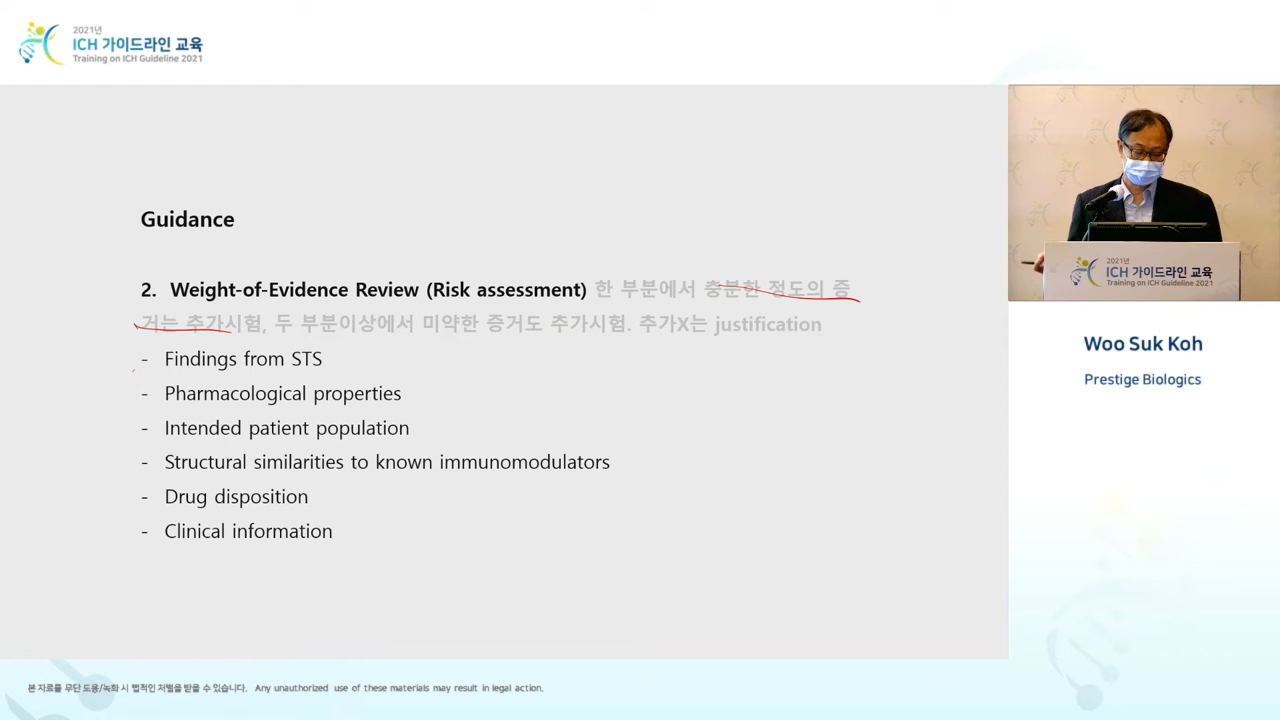 2021년
ICH 가이드라인 교육
Training on ICH Guideline 2021
Guidance
2. Weight-of-Evidence Review (Risk assessment) 한 부분에서 충분한 정도의 증
거는 추가시험, 두 부분이상에서 미약한 증거도 추가시험. 추가X는 justification
- Findings from STS
- Pharmacological properties
- Intended patient population
- Structural similarities to known immunomodulators
- Drug disposition
- Clinical information
2021년
ICH 가이드라인 교육
Training on ICH Guideline 2021
Woo Suk Koh
Prestige Biologics
본 자료를 무단 도용/녹화 시 법적인 처벌을 받을 수 있습니다. Any unauthorized use of these materials may result in legal action.